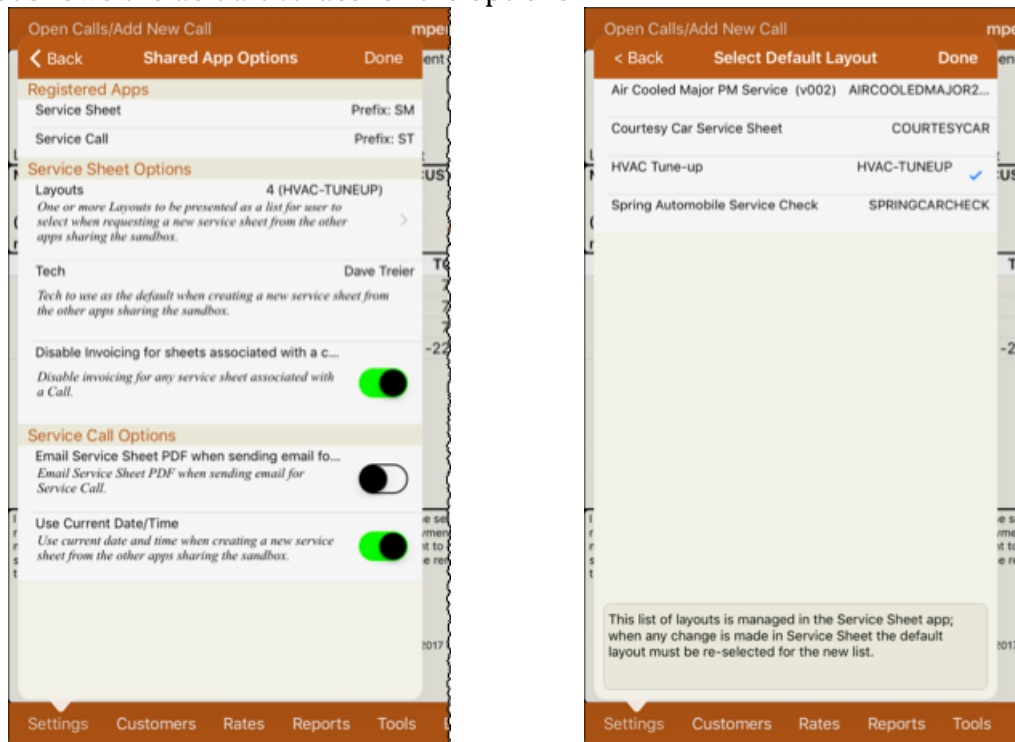 Open Calls/Add New Call
Back Shared App Options Done
Registered Apps
Service Sheet Prefix: SM
Service Call Prefix: ST
Service Sheet Options
Layouts 4 (HVAC-TUNEUP)
One or more Layouts to be presented as a list for user to
select when requesting a new service sheet from the other
apps sharing the sandbox.
Tech Dave Treier
Tech to use as the default when creating a new service sheet from
the other apps sharing the sandbox.
Disable Invoicing for sheets associated with a c...
Disable invoicing for any service sheet associated with
a Call.
Service Call Options
Email Service Sheet PDF when sending email fo...
Email Service Sheet PDF when sending email for
Service Call.
Use Current Date/Time
Use current date and time when creating a new service
sheet from the other apps sharing the sandbox.
-22
2017
Settings Customers Rates Reports Tools
Open Calls/Add New Call
< Back Select Default Layout Done
Air Cooled Major PM Service (v002) AIRCOOLEDMAJOR2...
Courtesy Car Service Sheet COURTESYCAR
HVAC Tune-up HVAC-TUNEUP
Spring Automobile Service Check SPRINGCARCHECK
This list of layouts is managed in the Service Sheet app;
when any change is made in Service Sheet the default
layout must be re-selected for the new list.
Settings Customers Rates Reports Tools